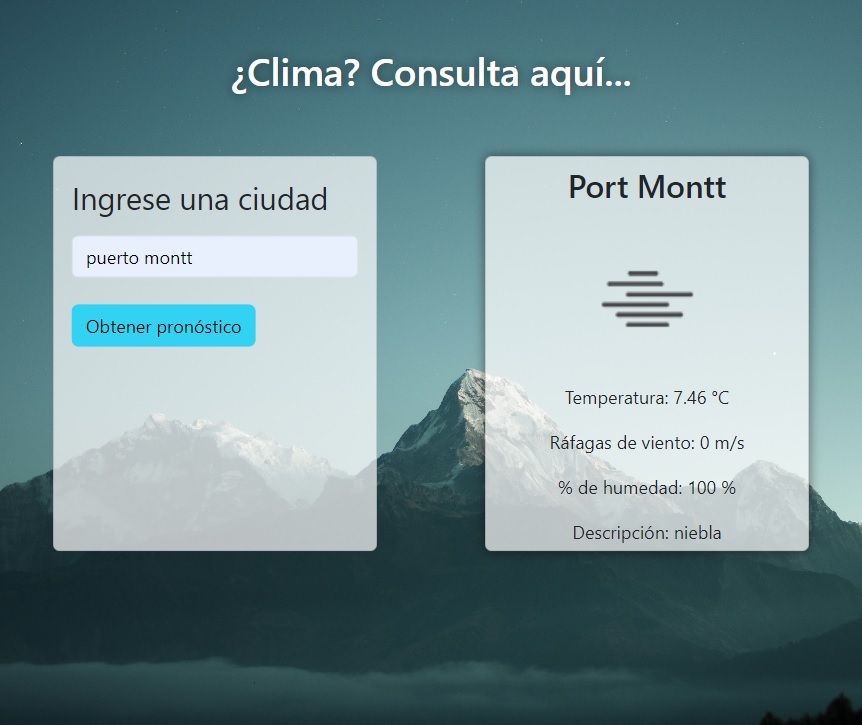 ¿Clima? Consulta aquí...
Ingrese una ciudad
puerto montt
Obtener pronóstico
Port Montt
Temperatura: 7.46 °C
Ráfagas de viento: 0 m/s
% de humedad: 100 %
Descripción: niebla